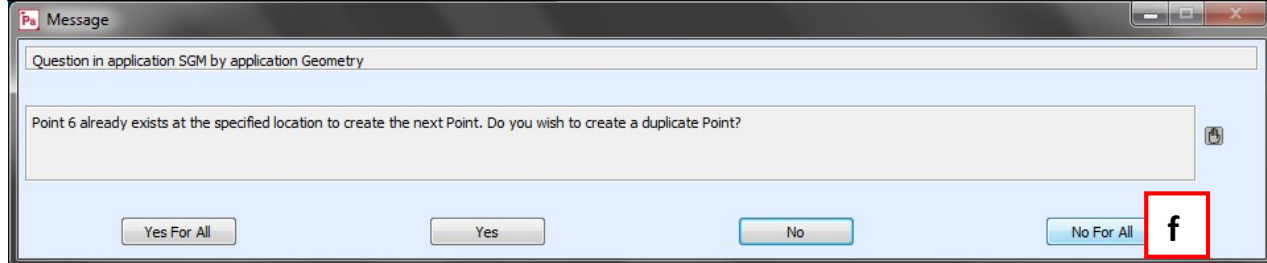 Pa Message
Question in application SGM by application Geometry
Point 6 already exists at the specified location to create the next Point. Do you wish to create a duplicate Point?
Yes For All Yes No No For All f